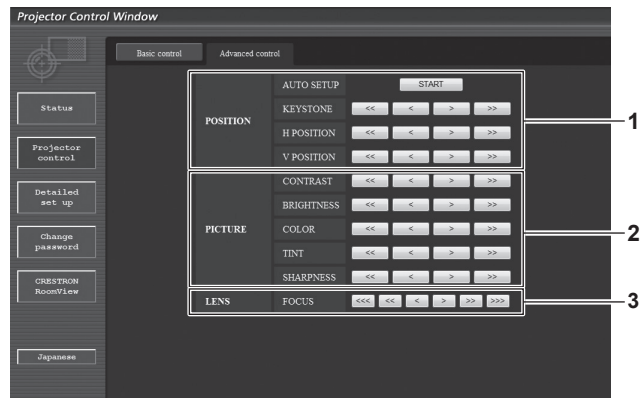 Projector Control Window
Basic control Advanced control
Status
Projector control
Detailed set up
Change password
CRESTRON RoomView
Japanese
POSITION
AUTO SETUP START
KEYSTONE << < > >>
H POSITION << < > >>
V POSITION << < > >>
1
PICTURE
CONTRAST << < > >>
BRIGHTNESS << < > >>
COLOR << < > >>
TINT << < > >>
SHARPNESS << < > >>
2
LENS FOCUS <<< << < > >> >>>
3